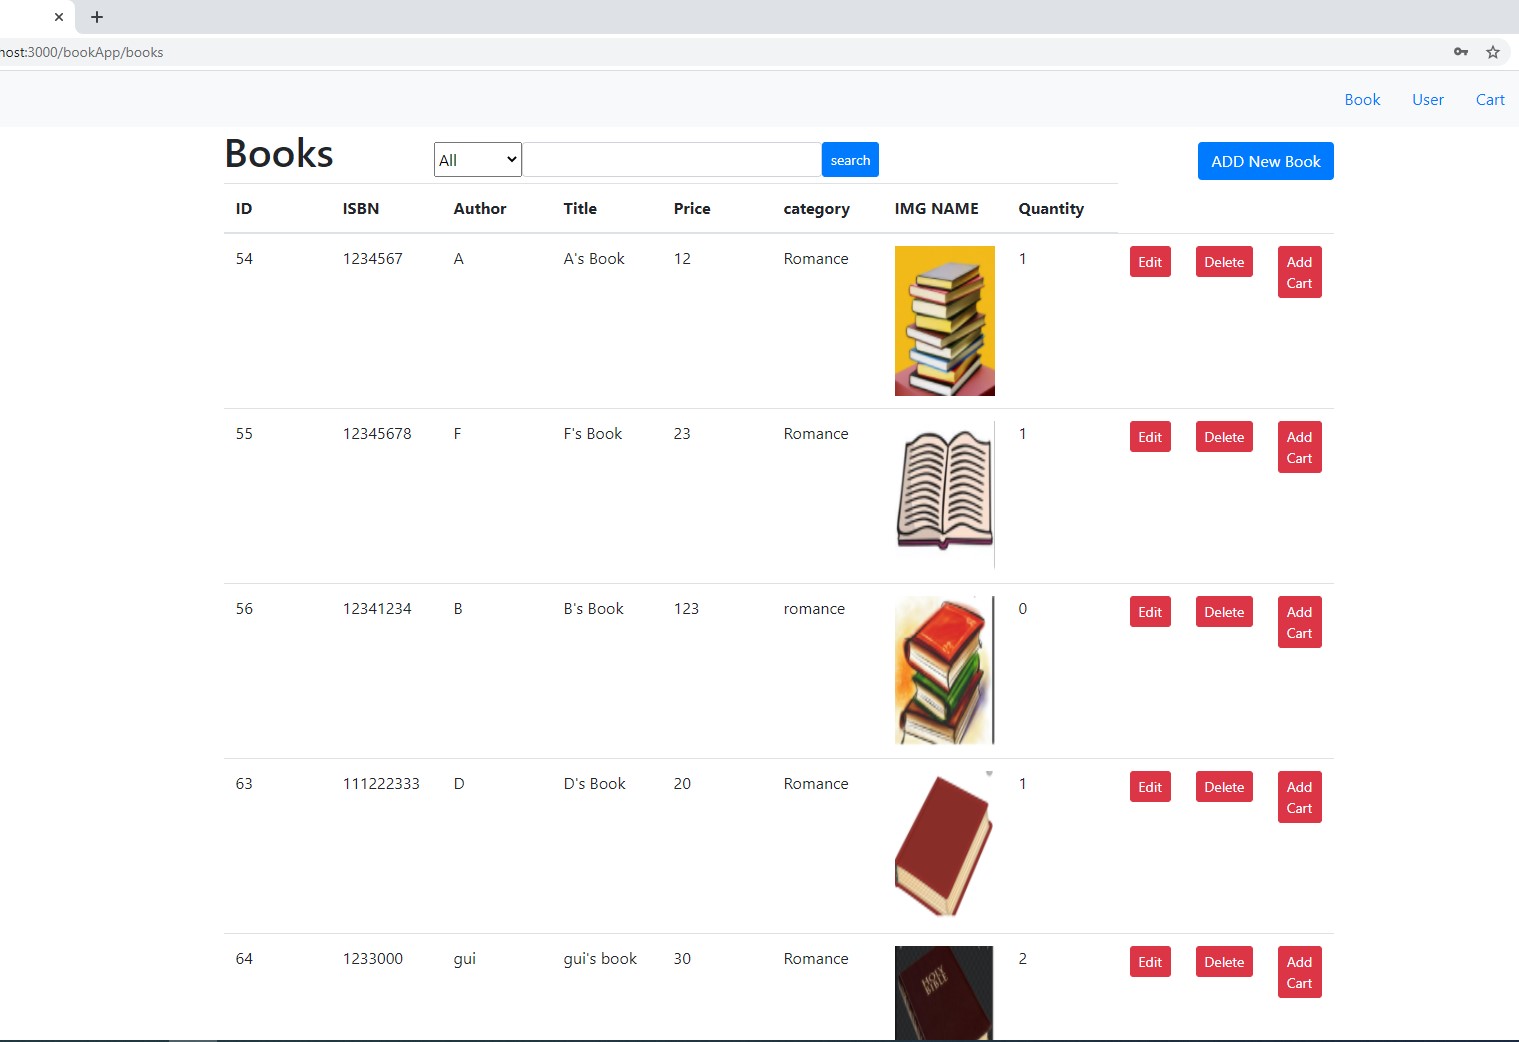 host:3000/bookApp/books
Book User Cart
Books All search ADD New Book
ID ISBN Author Title Price category IMG NAME Quantity
54 1234567 A A's Book 12 Romance 1 Edit Delete Add Cart
55 12345678 F F's Book 23 Romance 1 Edit Delete Add Cart
56 12341234 B B's Book 123 romance 0 Edit Delete Add Cart
63 111222333 D D's Book 20 Romance 1 Edit Delete Add Cart
64 1233000 gui gui's book 30 Romance 2 Edit Delete Add Cart
HOLY
BIBLE